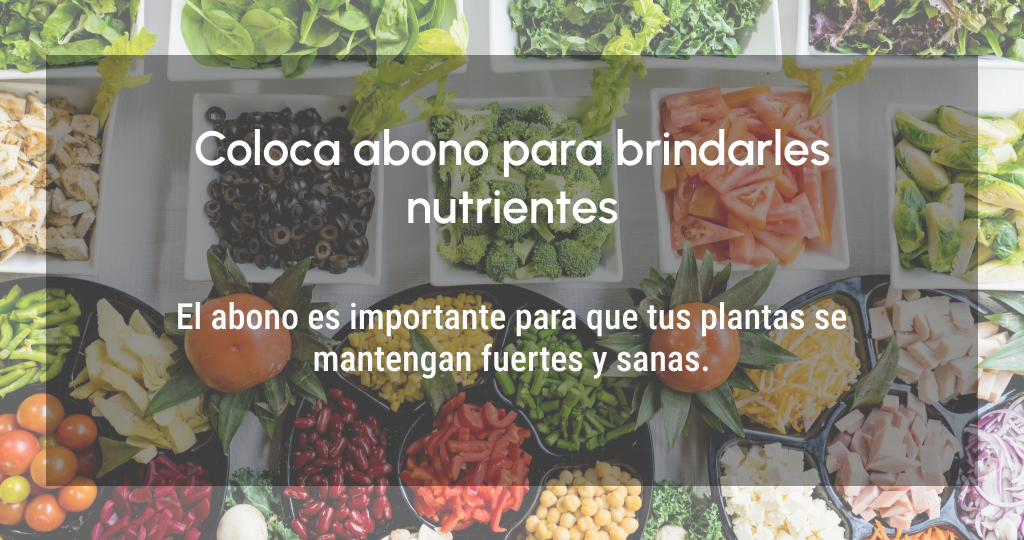 Coloca abono para brindarles
nutrientes
El abono es importante para que tus plantas se
mantengan fuertes y sanas.